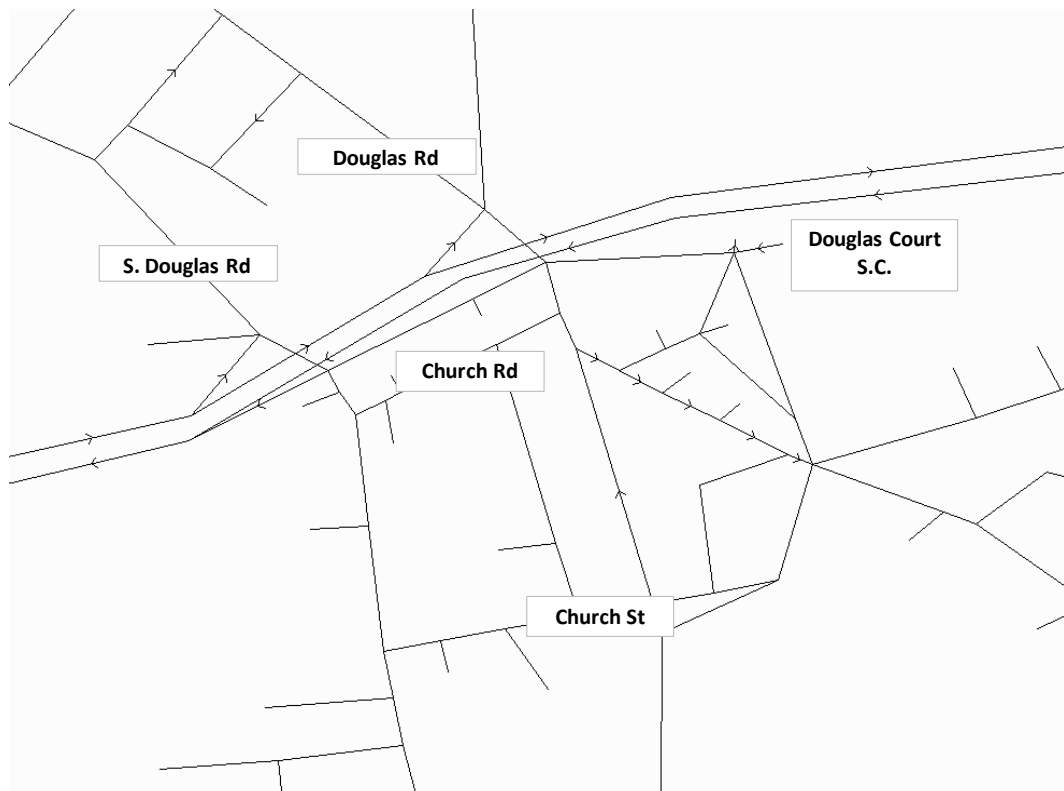 Douglas Rd
S. Douglas Rd
Douglas Court
S.C.
Church Rd
Church St